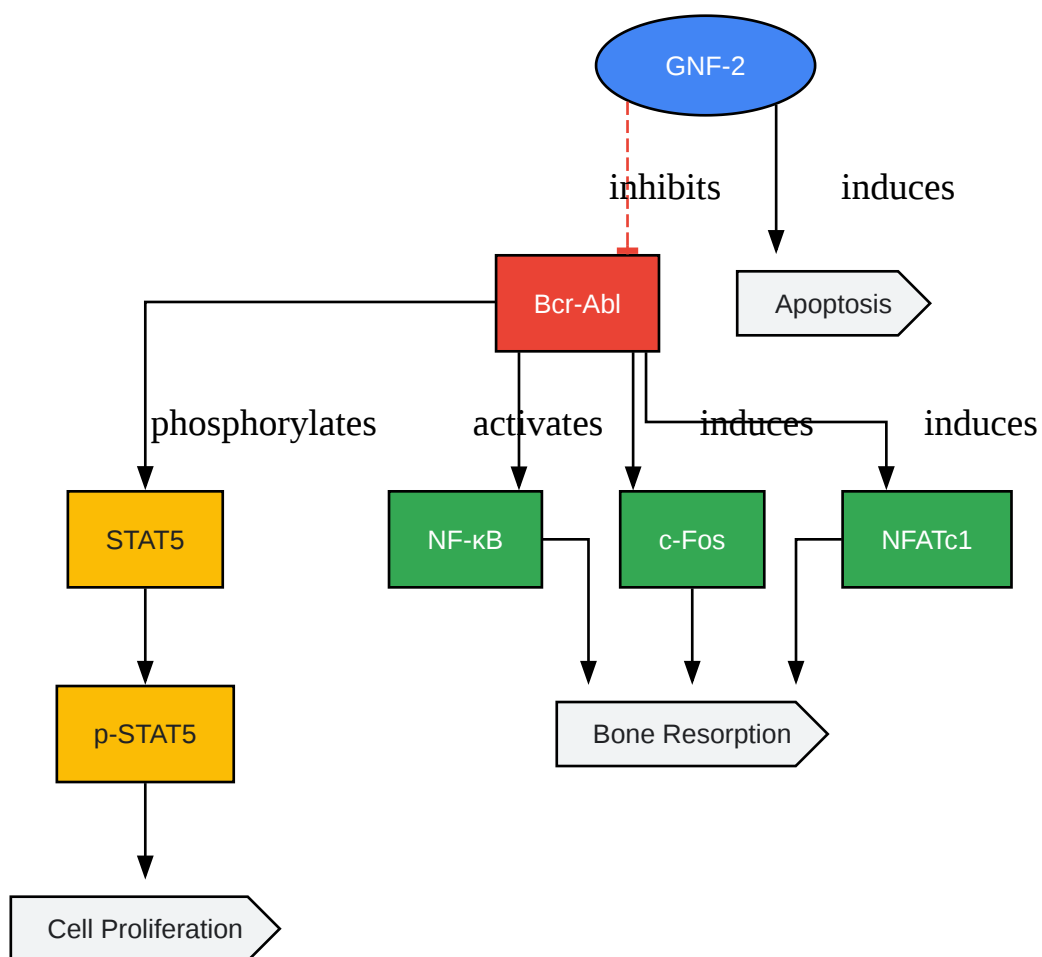 GNF-2
inhibits
induces
Bcr-Abl
Apoptosis
phosphorylates
activates
induces
induces
STAT5
NF-κB
c-Fos
NFATc1
p-STAT5
Bone Resorption
Cell Proliferation